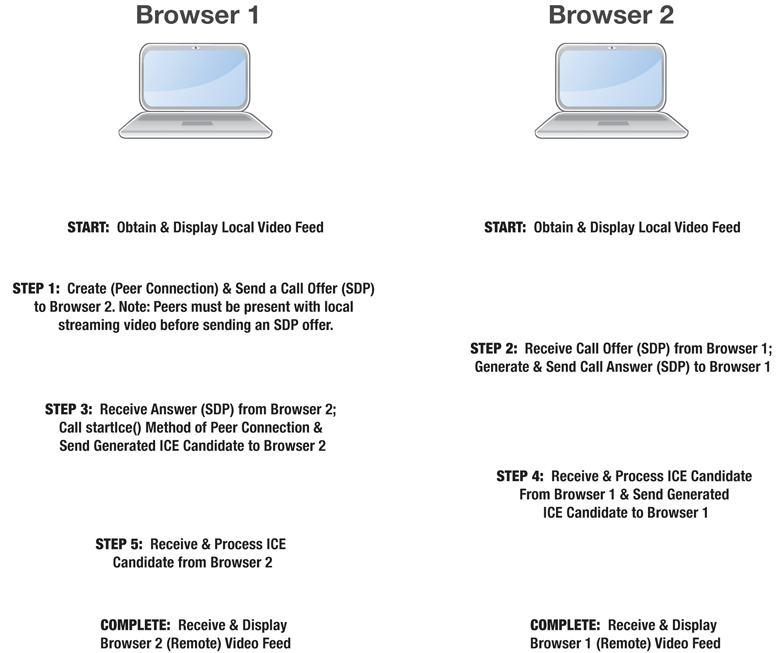 Browser 1
Browser 2
START: Obtain & Display Local Video Feed
START: Obtain & Display Local Video Feed
STEP 1: Create (Peer Connection) & Send a Call Offer (SDP)
to Browser 2. Note: Peers must be present with local
streaming video before sending an SDP offer.
STEP 2: Receive Call Offer (SDP) from Browser 1;
Generate & Send Call Answer (SDP) to Browser 1
STEP 3: Receive Answer (SDP) from Browser 2;
Call startIce() Method of Peer Connection &
Send Generated ICE Candidate to Browser 2
STEP 4: Receive & Process ICE Candidate
From Browser 1 & Send Generated
ICE Candidate to Browser 1
STEP 5: Receive & Process ICE
Candidate from Browser 2
COMPLETE: Receive & Display
Browser 2 (Remote) Video Feed
COMPLETE: Receive & Display
Browser 1 (Remote) Video Feed